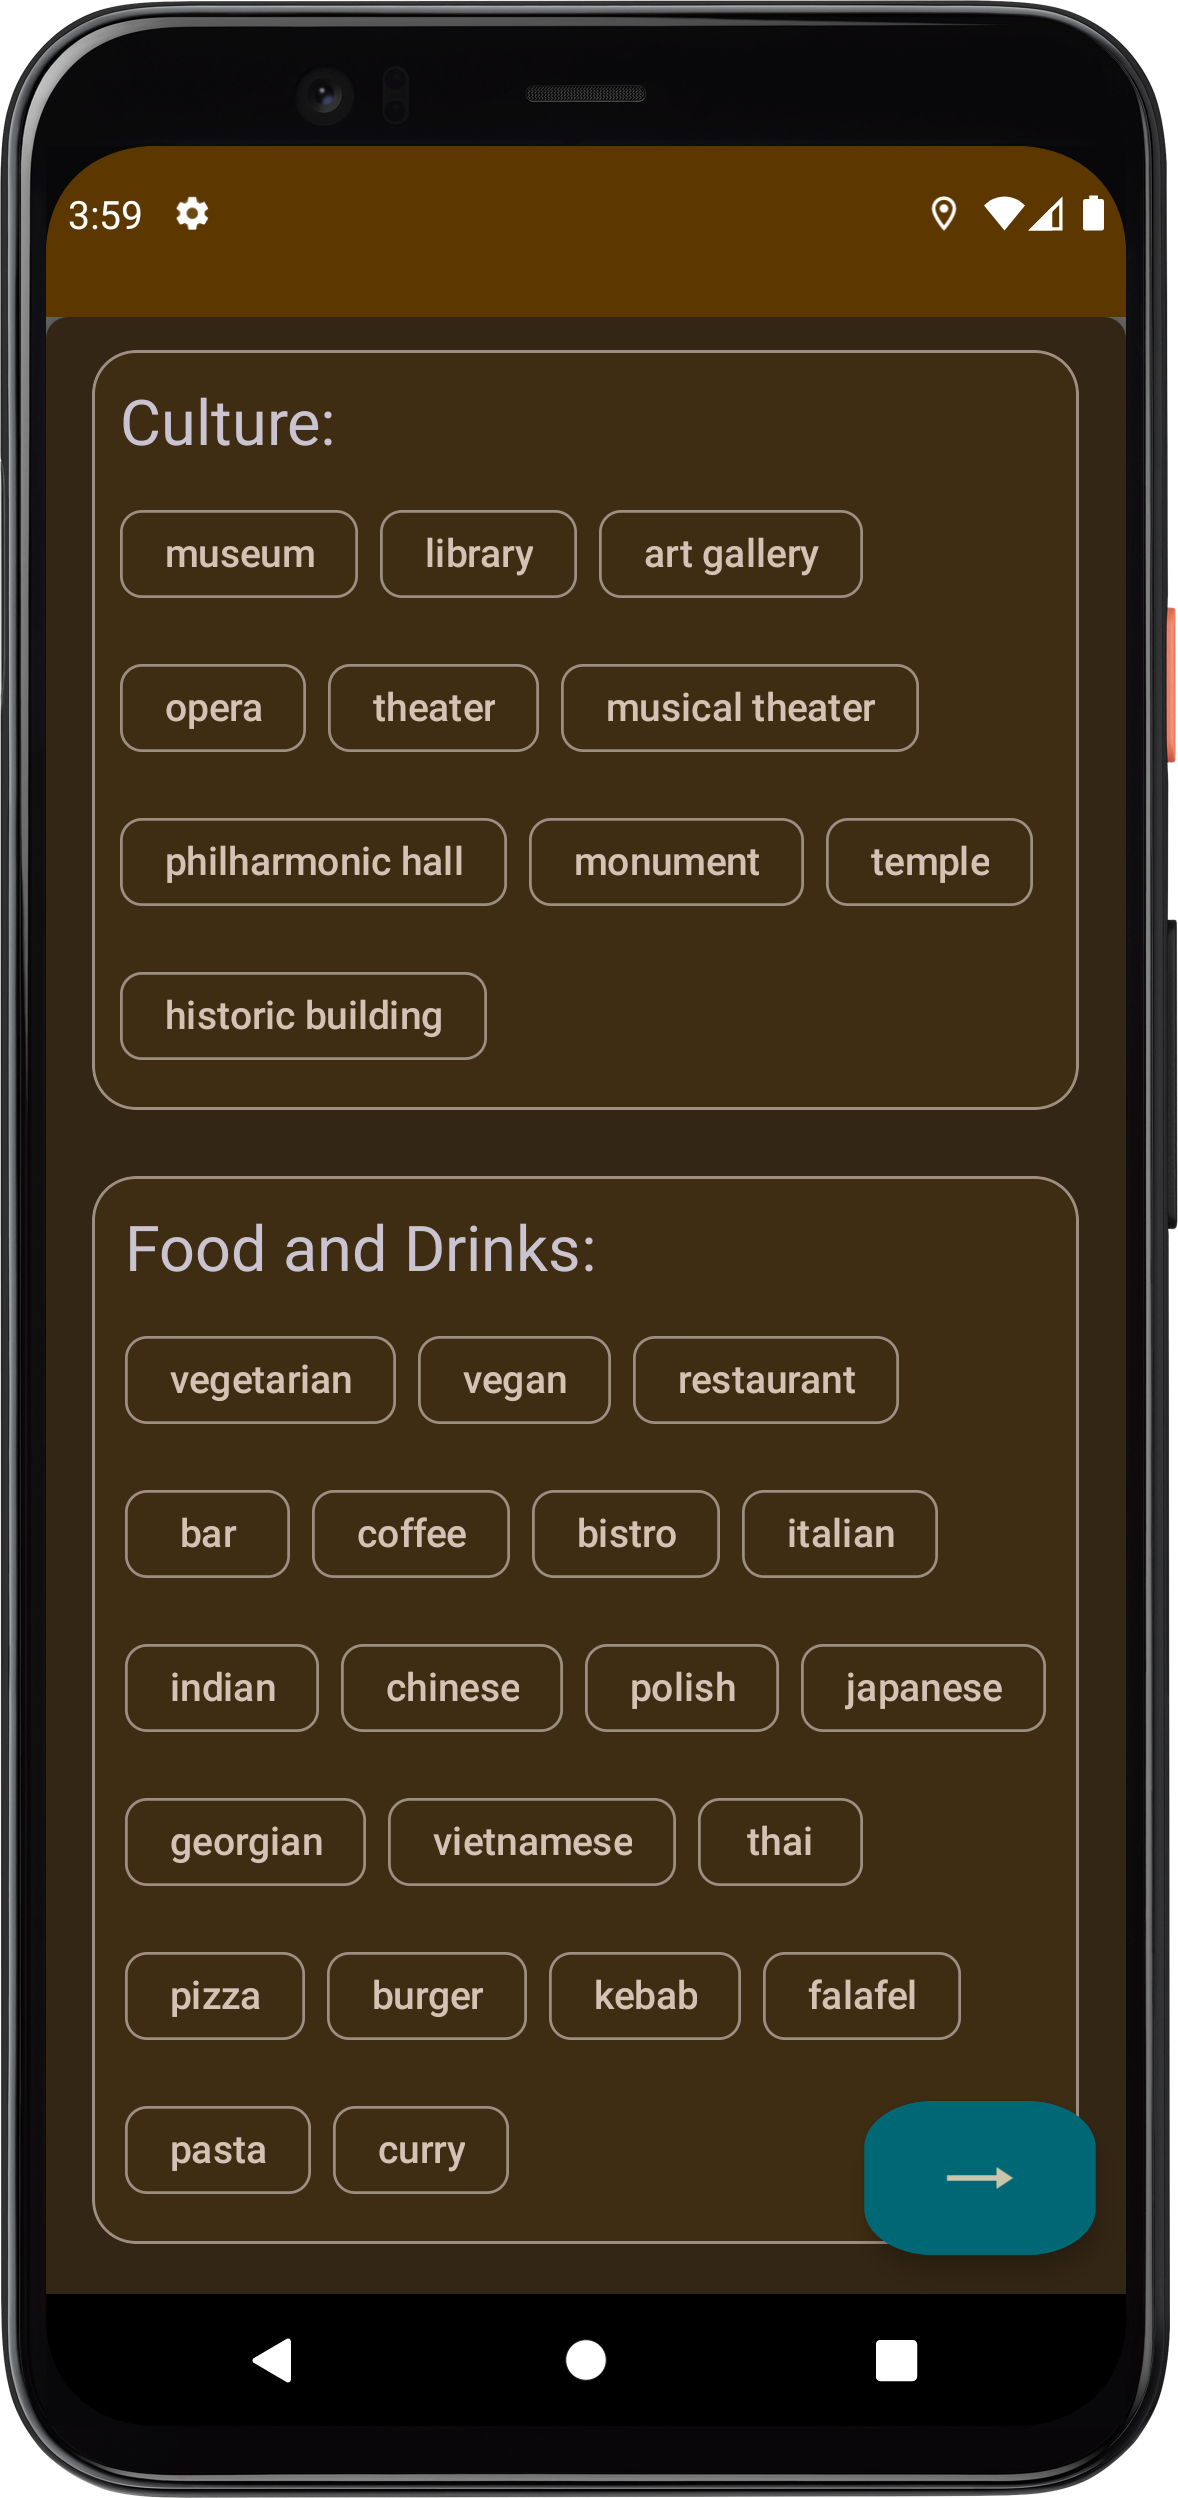 3:59
Culture:
museum library art gallery
opera theater musical theater
philharmonic hall monument temple
historic building
Food and Drinks:
vegetarian vegan restaurant
bar coffee bistro italian
indian chinese polish japanese
georgian vietnamese thai
pizza burger kebab falafel
pasta curry